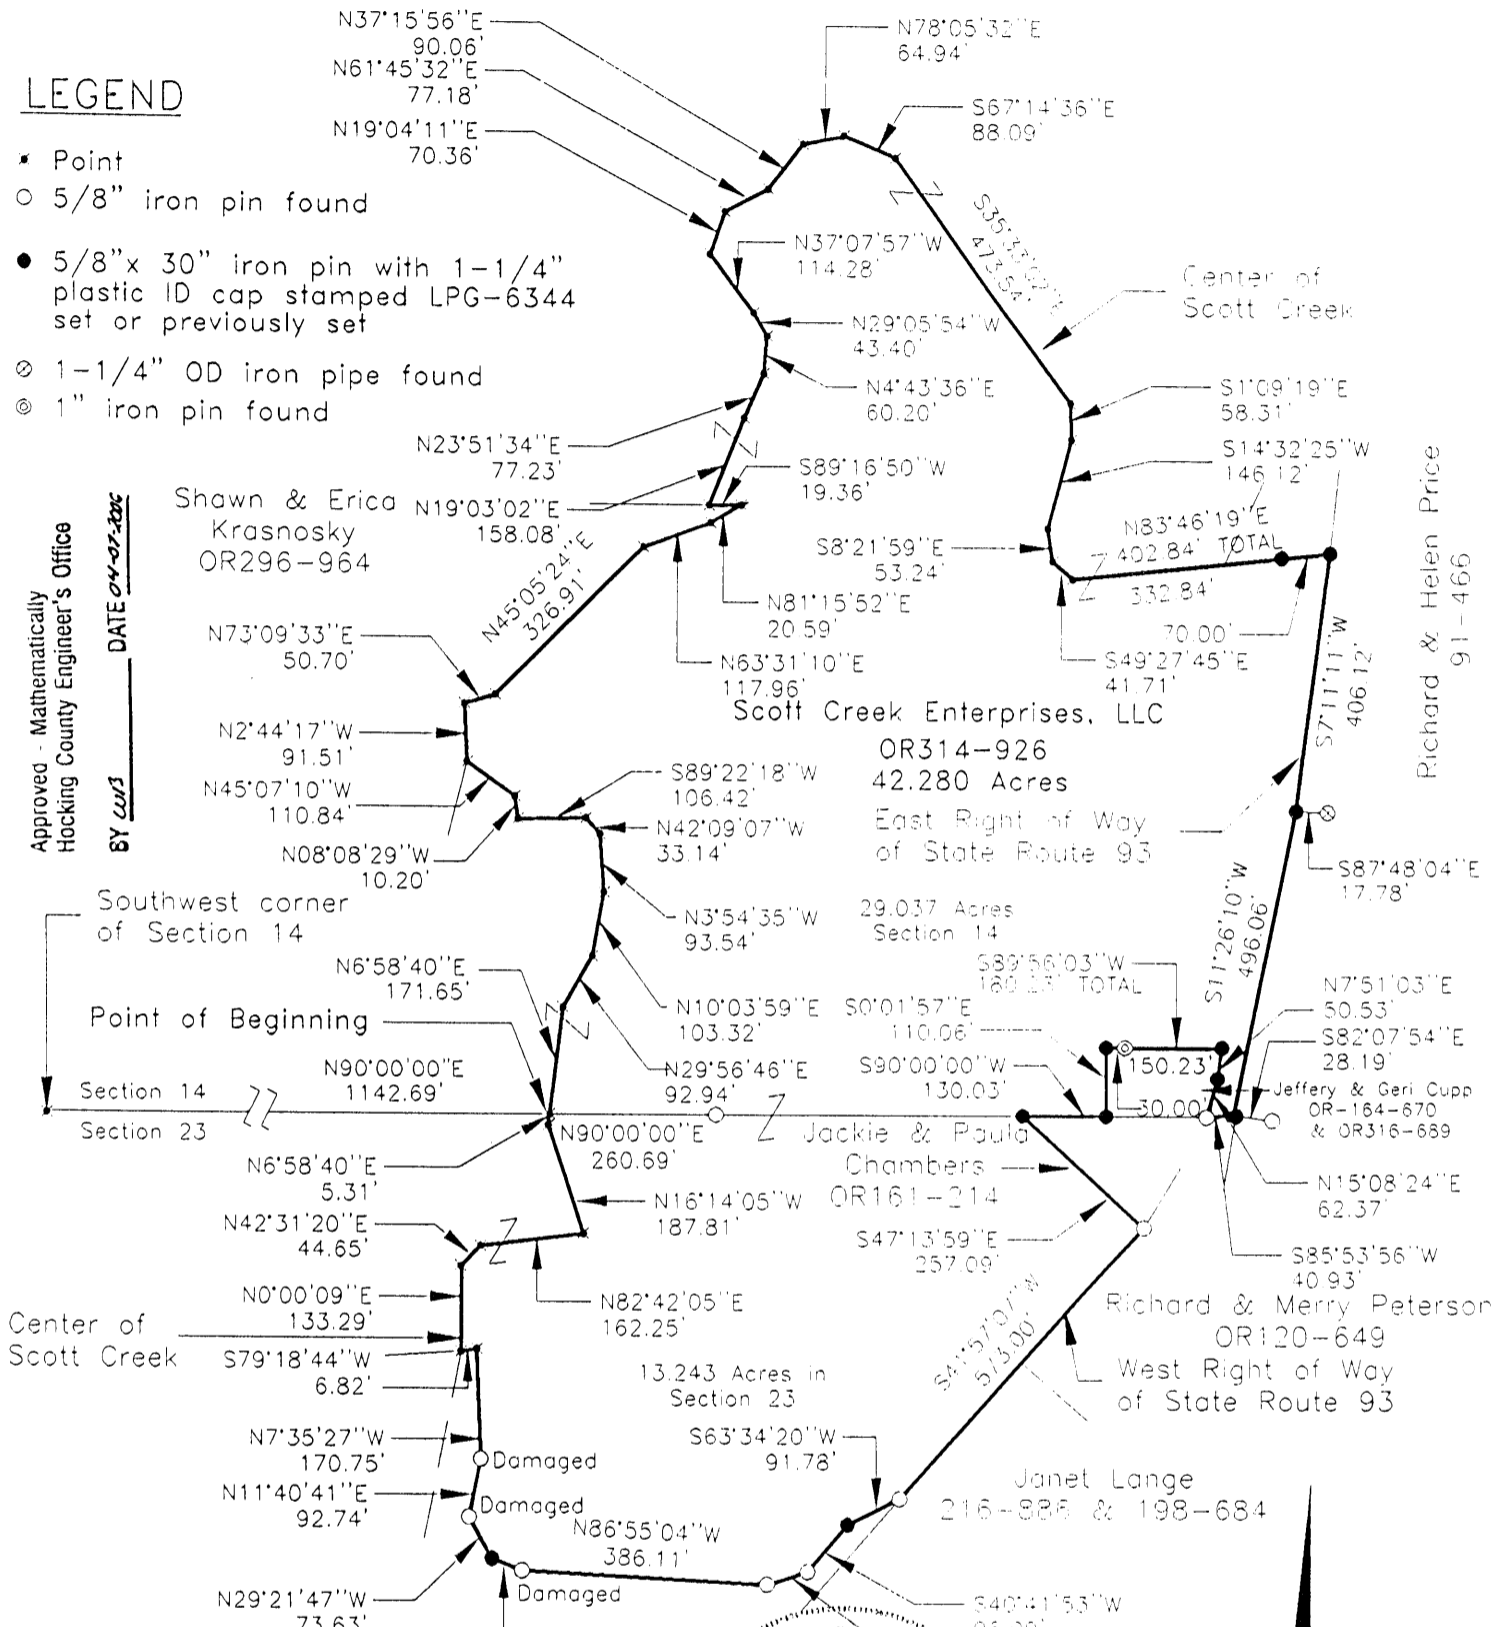 LEGEND
Point
5/8" iron pin found
5/8"x 30" iron pin with 1-1/4"
plastic ID cap stamped LPG-6344
set or previously set
1-1/4" OD iron pipe found
1" iron pin found
N37°15'56"E
90.06'
N61°45'32"E
77.18'
N19°04'11"E
70.36'
N78°05'32"E
64.94'
S67°14'36"E
88.09'
N37°07'57"W
114.28'
S35°33'02"E
473.54'
Center of
Scott Creek
N29°05'54"W
43.40'
N4°43'36"E
60.20'
S1°09'19"E
58.31'
N23°51'34"E
77.23'
S89°16'50"W
19.36'
S14°32'25"W
146.12'
Shawn & Erica
Krasnosky
OR296-964
N19°03'02"E
158.08'
N83°46'19"E
402.84' TOTAL
332.84'
70.00'
S8°21'59"E
53.24'
Richard & Helen Price
91-466
Approved - Mathematically
Hocking County Engineer's Office
BY DATE 04-07-2006
N45°05'24"E
326.91'
N81°15'52"E
20.59'
N63°31'10"E
117.96'
S49°27'45"E
41.71'
S7°11'11"W
406.12'
N73°09'33"E
50.70'
Scott Creek Enterprises, LLC
OR314-926
42.280 Acres
N2°44'17"W
91.51'
N45°07'10"W
110.84'
S89°22'18"W
106.42'
N42°09'07"W
33.14'
East Right of Way
of State Route 93
N08°08'29"W
10.20'
S87°48'04"E
17.78'
Southwest corner
of Section 14
N3°54'35"W
93.54'
29.037 Acres
Section 14
S11°26'10"W
496.06'
N6°58'40"E
171.65'
S89°56'03"W
180.23' TOTAL
N7°51'03"E
50.53'
Point of Beginning
N10°03'59"E
103.32'
S0°01'57"E
110.06'
S82°07'54"E
28.19'
N90°00'00"E
1142.69'
N29°56'46"E
92.94'
S90°00'00"W
130.03'
150.23'
30.00'
Jeffery & Geri Cupp
OR-164-670
& OR316-689
Section 14
Section 23
N90°00'00"E
260.69'
Jackie & Paula
Chambers
OR161-214
N6°58'40"E
5.31'
N16°14'05"W
187.81'
N15°08'24"E
62.37'
N42°31'20"E
44.65'
S47°13'59"E
257.09'
S85°53'56"W
40.93'
N0°00'09"E
133.29'
N82°42'05"E
162.25'
Richard & Merry Peterson
OR120-649
Center of
Scott Creek
S79°18'44"W
6.82'
13.243 Acres in
Section 23
S41°57'07"W
573.00'
West Right of Way
of State Route 93
N7°35'27"W
170.75'
Damaged
S63°34'20"W
91.78'
N11°40'41"E
92.74'
Damaged
Janet Lange
216-886 & 198-684
N86°55'04"W
386.11'
Damaged
N29°21'47"W
73.63'
S40°41'53"W